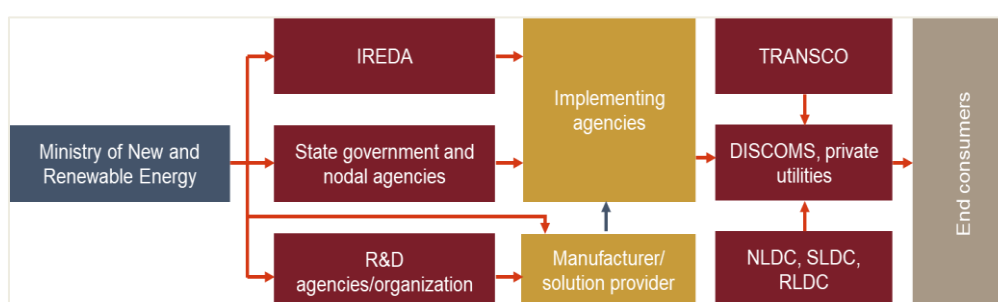 IREDA
TRANSCO
Implementing
agencies
Ministry of New and
Renewable Energy
State government and
nodal agencies
DISCOMS, private
utilities
End consumers
R&D
agencies/organization
Manufacturer/
solution provider
NLDC, SLDC,
RLDC